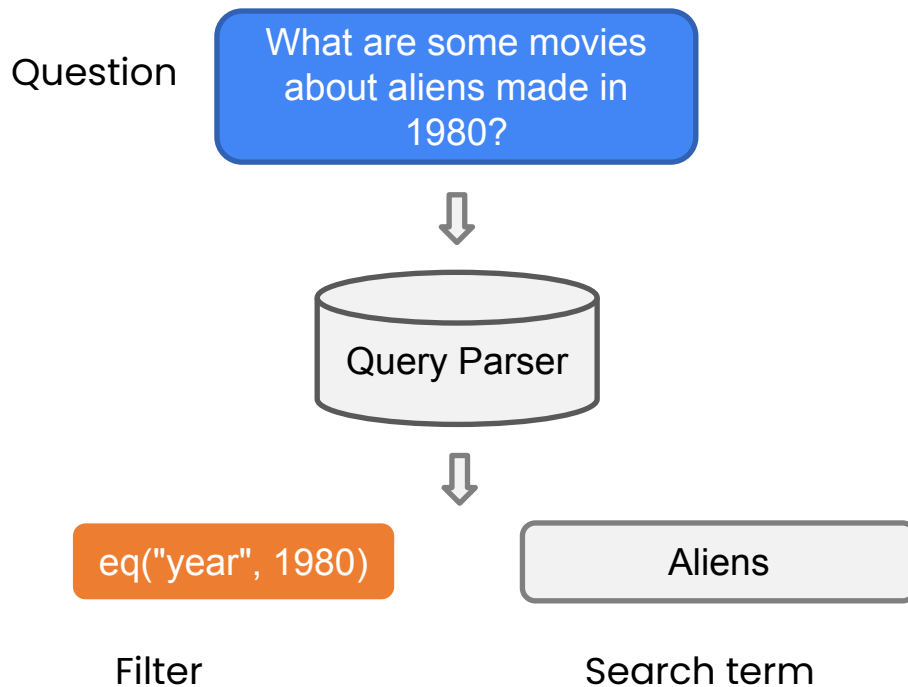 Question
What are some movies
about aliens made in
1980?
Query Parser
eq("year", 1980)
Aliens
Filter
Search term